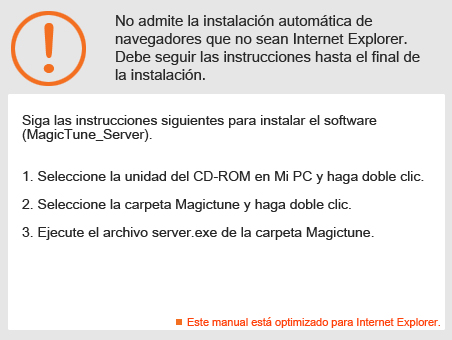 No admite la instalación automática de
navegadores que no sean Internet Explorer.
Debe seguir las instrucciones hasta el final de
la instalación.
Siga las instrucciones siguientes para instalar el software
(MagicTune_Server).
1. Seleccione la unidad del CD-ROM en Mi PC y haga doble clic.
2. Seleccione la carpeta Magictune y haga doble clic.
3. Ejecute el archivo server.exe de la carpeta Magictune.
Este manual está optimizado para Internet Explorer.